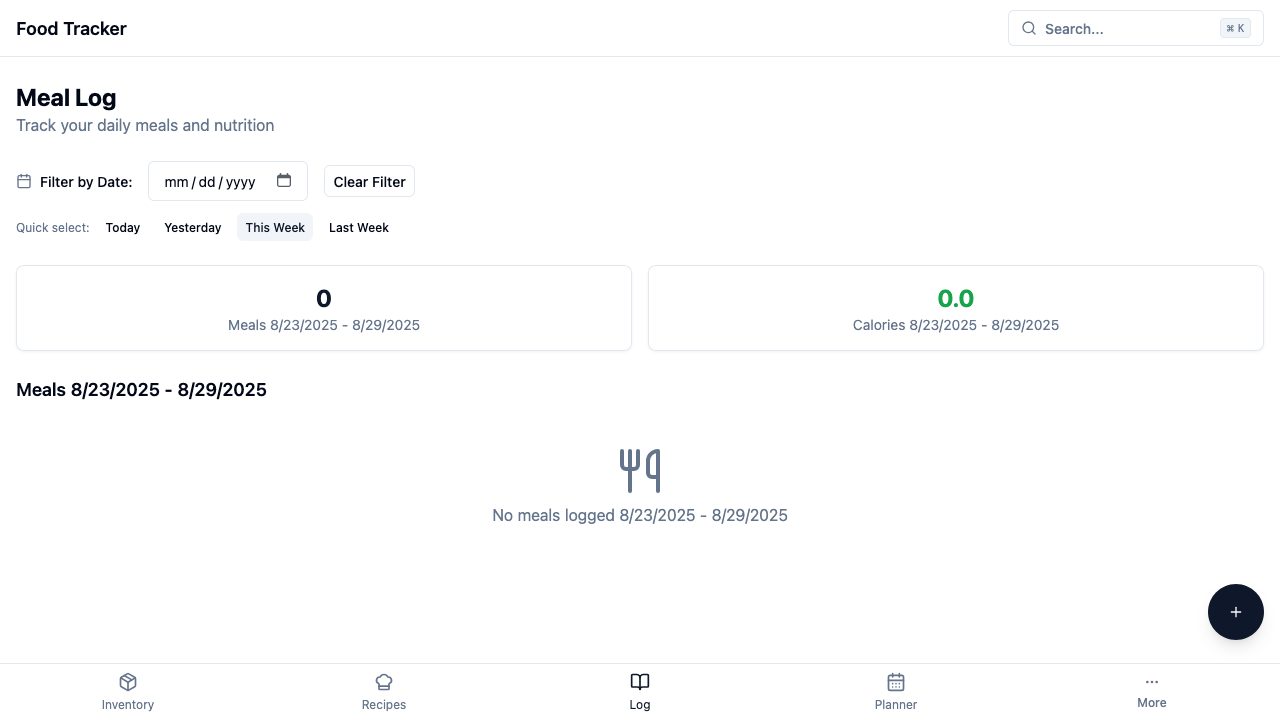 Food Tracker
Search...
⌘ K
Meal Log
Track your daily meals and nutrition
Filter by Date:
mm / dd / yyyy
Clear Filter
Quick select:
Today
Yesterday
This Week
Last Week
0
Meals 8/23/2025 - 8/29/2025
0.0
Calories 8/23/2025 - 8/29/2025
Meals 8/23/2025 - 8/29/2025
No meals logged 8/23/2025 - 8/29/2025
+
Inventory
Recipes
Log
Planner
More